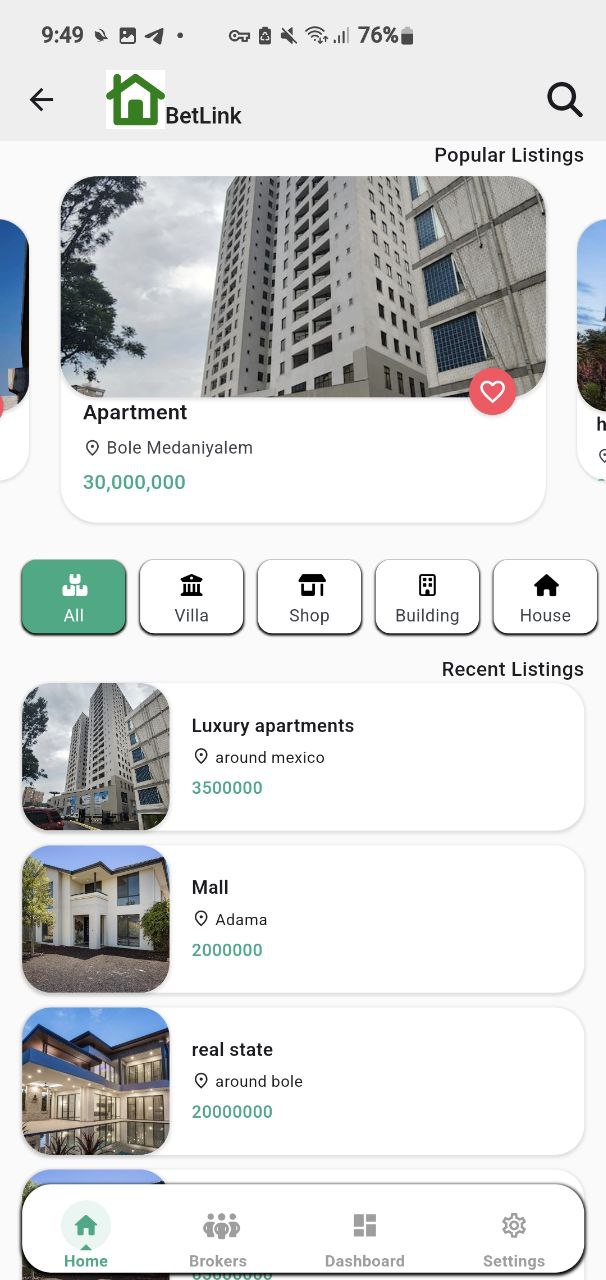 9:49 76%
BetLink
Popular Listings
Apartment
Bole Medaniyalem
30,000,000
All Villa Shop Building House
Recent Listings
Luxury apartments
around mexico
3500000
Mall
Adama
2000000
real state
around bole
20000000
Home Brokers Dashboard Settings